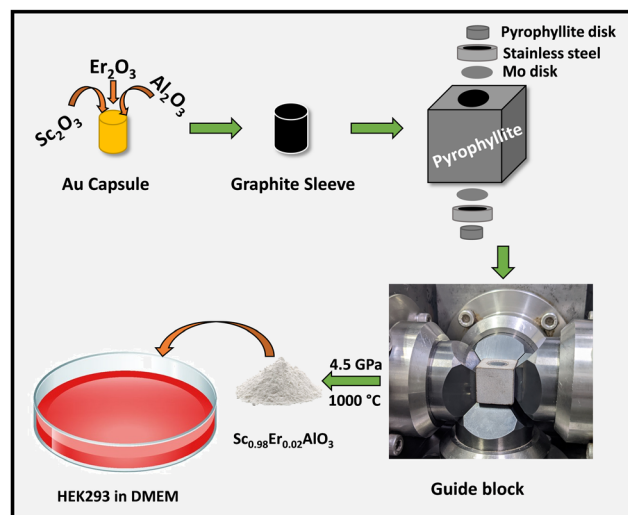 Er₂O₃
Sc₂O₃
Al₂O₃
Au Capsule
Graphite Sleeve
Pyrophyllite disk
Stainless steel
Mo disk
Pyrophyllite
4.5 GPa
1000 °C
Guide block
Sc₀.₉₈Er₀.₀₂AlO₃
HEK293 in DMEM